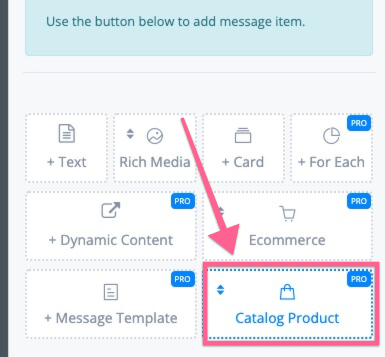 Use the button below to add message item.
PRO
+ Text
Rich Media
+ Card
+ For Each
PRO
PRO
+ Dynamic Content
Ecommerce
PRO
PRO
+ Message Template
Catalog Product